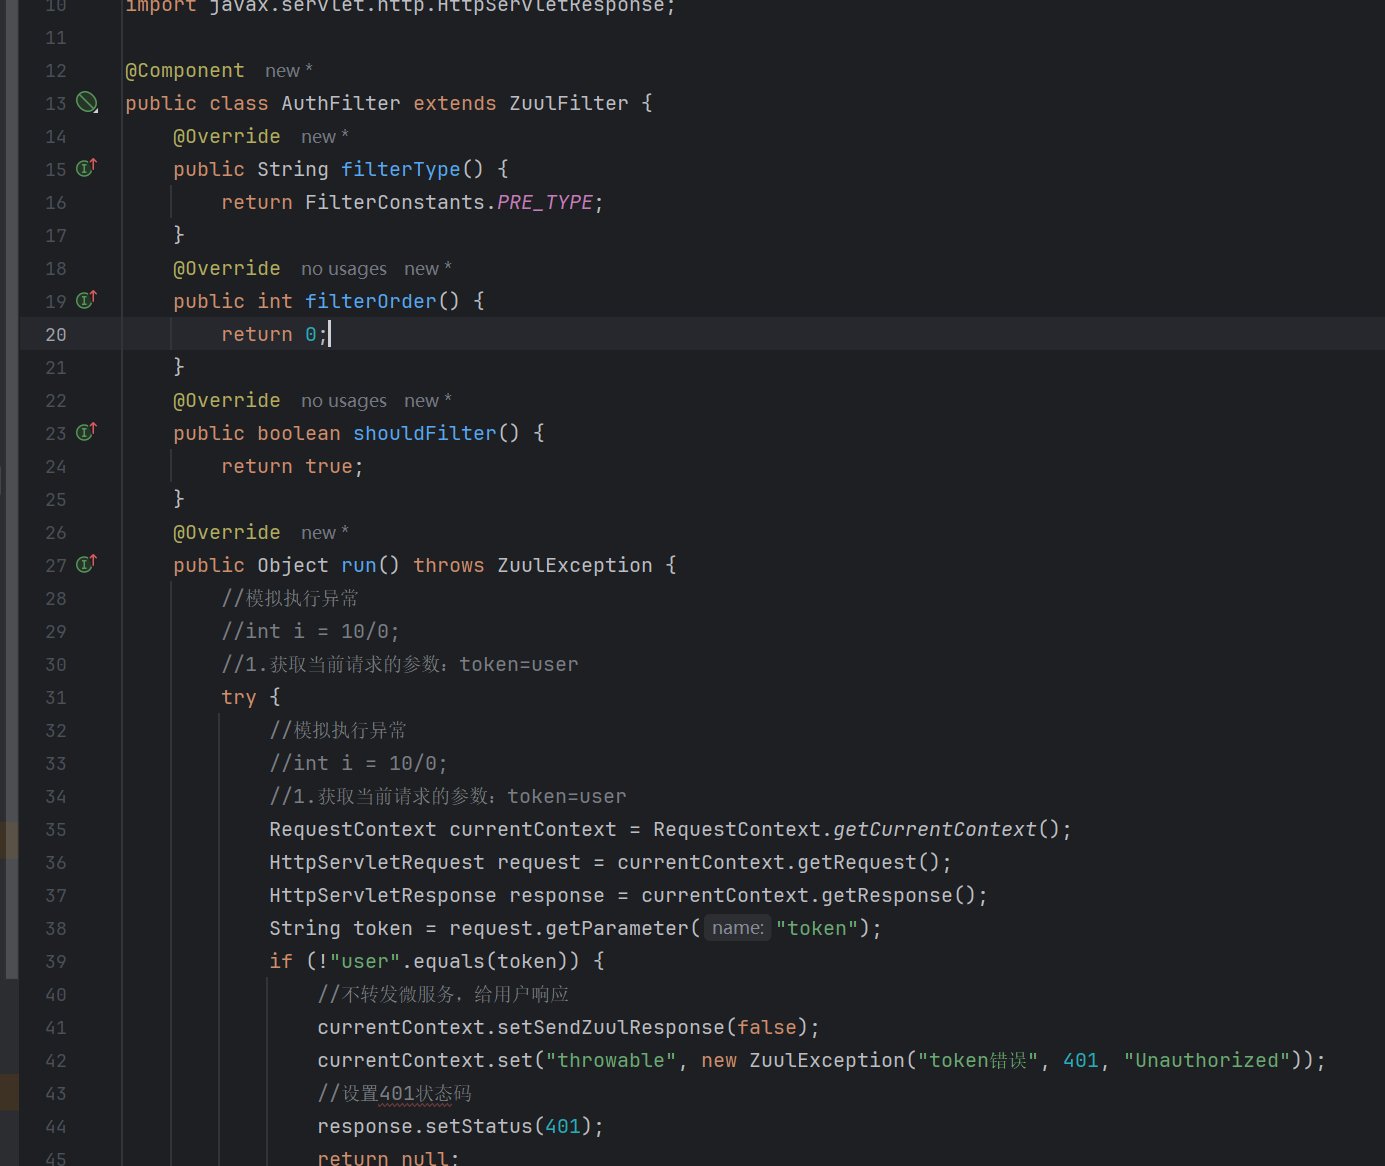 10 import javax.servlet.http.HttpServletResponse;
11
12 @Component new *
13 public class AuthFilter extends ZuulFilter {
14 @Override new *
15 public String filterType() {
16 return FilterConstants.PRE_TYPE;
17 }
18 @Override no usages new *
19 public int filterOrder() {
20 return 0;
21 }
22 @Override no usages new *
23 public boolean shouldFilter() {
24 return true;
25 }
26 @Override new *
27 public Object run() throws ZuulException {
28 //模拟执行异常
29 //int i = 10/0;
30 //1.获取当前请求的参数：token=user
31 try {
32 //模拟执行异常
33 //int i = 10/0;
34 //1.获取当前请求的参数：token=user
35 RequestContext currentContext = RequestContext.getCurrentContext();
36 HttpServletRequest request = currentContext.getRequest();
37 HttpServletResponse response = currentContext.getResponse();
38 String token = request.getParameter( name: "token");
39 if (!"user".equals(token)) {
40 //不转发微服务，给用户响应
41 currentContext.setSendZuulResponse(false);
42 currentContext.set("throwable", new ZuulException("token错误", 401, "Unauthorized"));
43 //设置401状态码
44 response.setStatus(401);
45 return null;